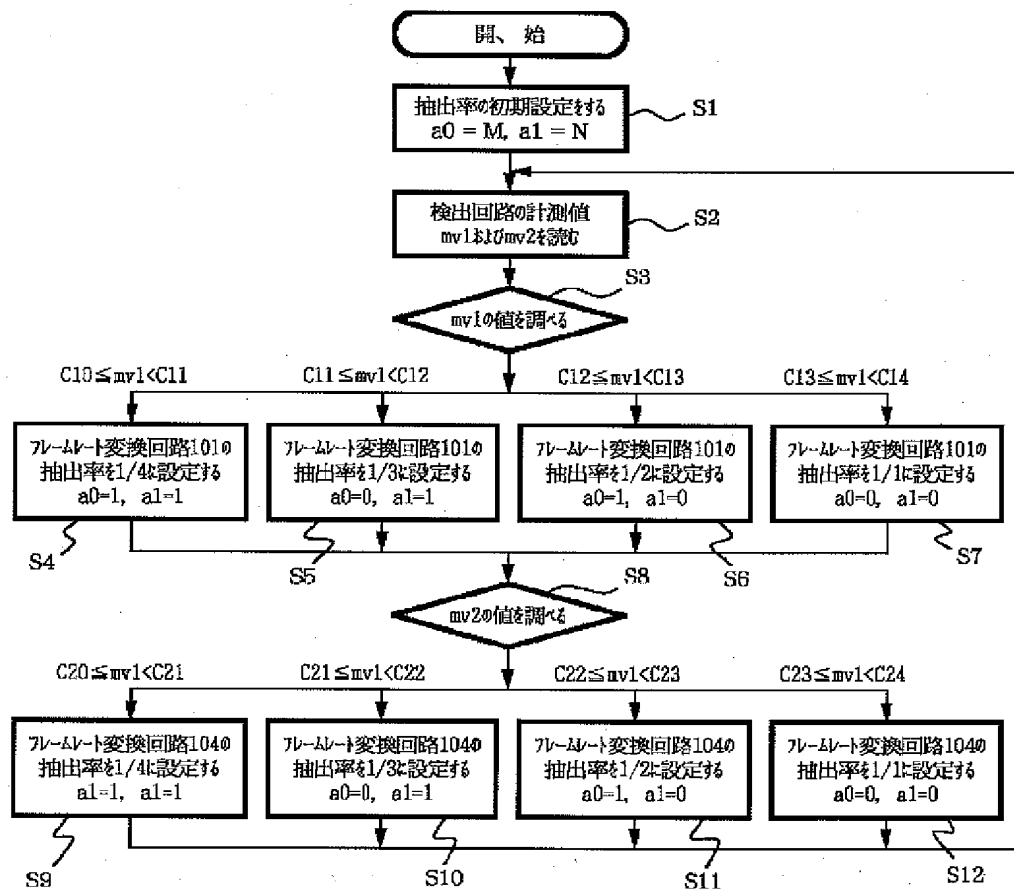 開、始
抽出率の初期設定をする
a0 = M, a1 = N
S1
検出回路の計測値
mv1およびmv2を読む
S2
S3
mv1の値を調べる
C10≦mv1<C11
C11≦mv1<C12
C12≦mv1<C13
C13≦mv1<C14
フレームレート変換回路101の
抽出率を1/4に設定する
a0=1, a1=1
フレームレート変換回路101の
抽出率を1/3に設定する
a0=0, a1=1
フレームレート変換回路101の
抽出率を1/2に設定する
a0=1, a1=0
フレームレート変換回路101の
抽出率を1/1に設定する
a0=0, a1=0
S4
S5
S6
S7
S8
mv2の値を調べる
C20≦mv1<C21
C21≦mv1<C22
C22≦mv1<C23
C23≦mv1<C24
フレームレート変換回路104の
抽出率を1/4に設定する
a1=1, a1=1
フレームレート変換回路104の
抽出率を1/3に設定する
a0=0, a1=1
フレームレート変換回路104の
抽出率を1/2に設定する
a0=1, a1=0
フレームレート変換回路104の
抽出率を1/1に設定する
a0=0, a1=0
S9
S10
S11
S12